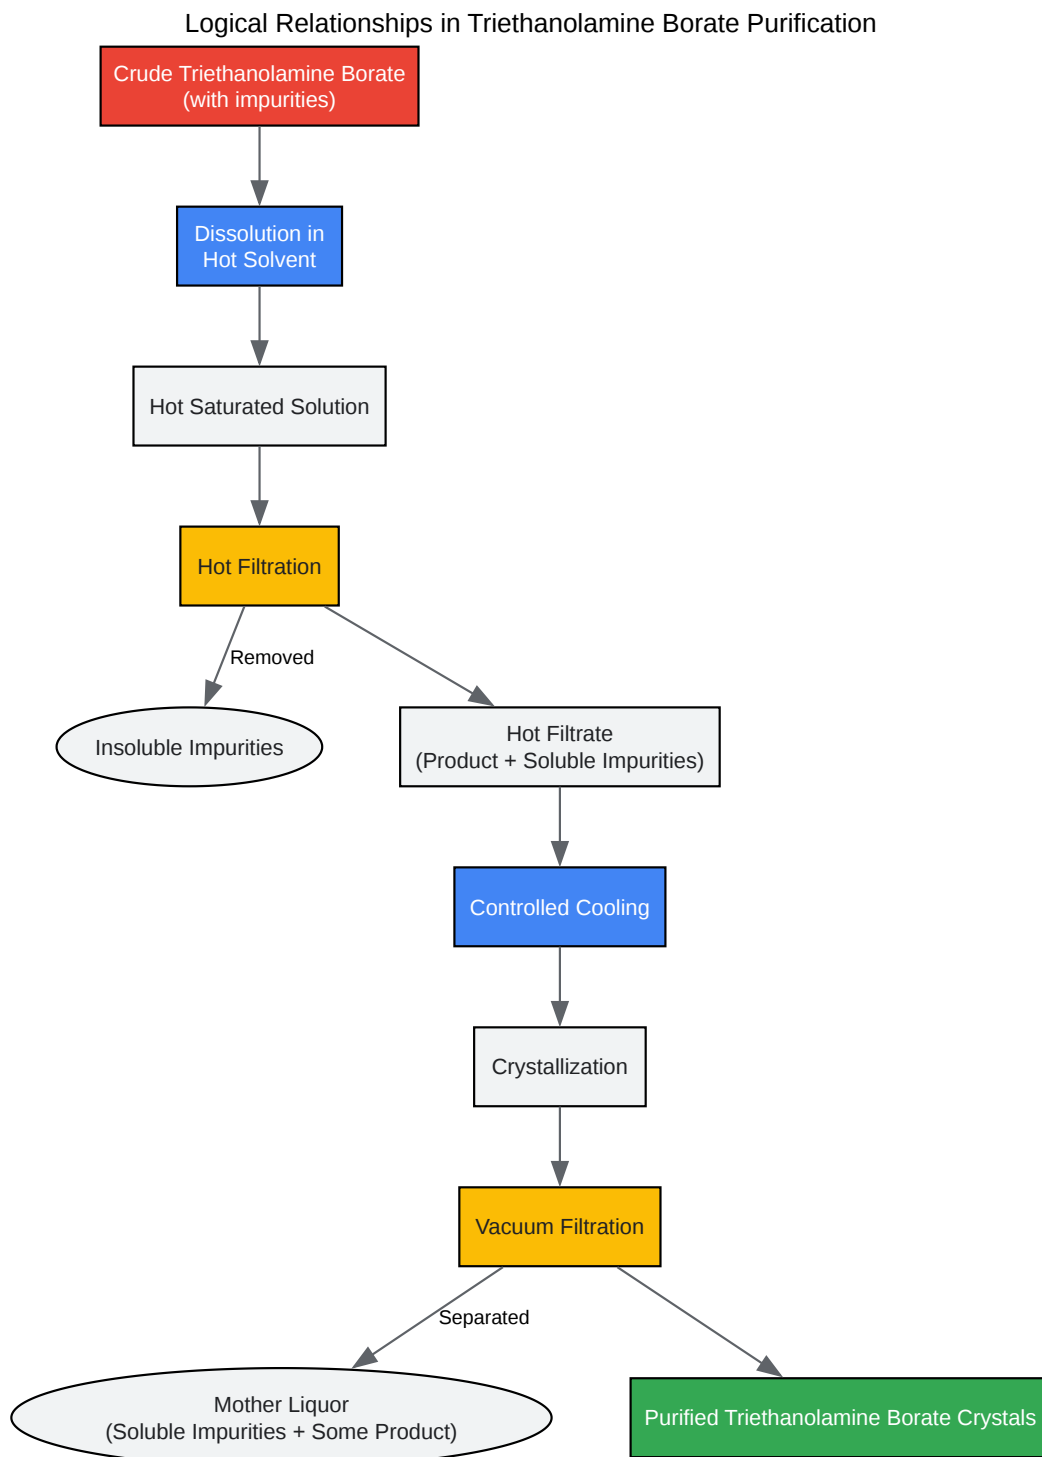 Logical Relationships in Triethanolamine Borate Purification
Crude Triethanolamine Borate
(with impurities)
Dissolution in
Hot Solvent
Hot Saturated Solution
Hot Filtration
Removed
Insoluble Impurities
Hot Filtrate
(Product + Soluble Impurities)
Controlled Cooling
Crystallization
Vacuum Filtration
Separated
Mother Liquor
(Soluble Impurities + Some Product)
Purified Triethanolamine Borate Crystals